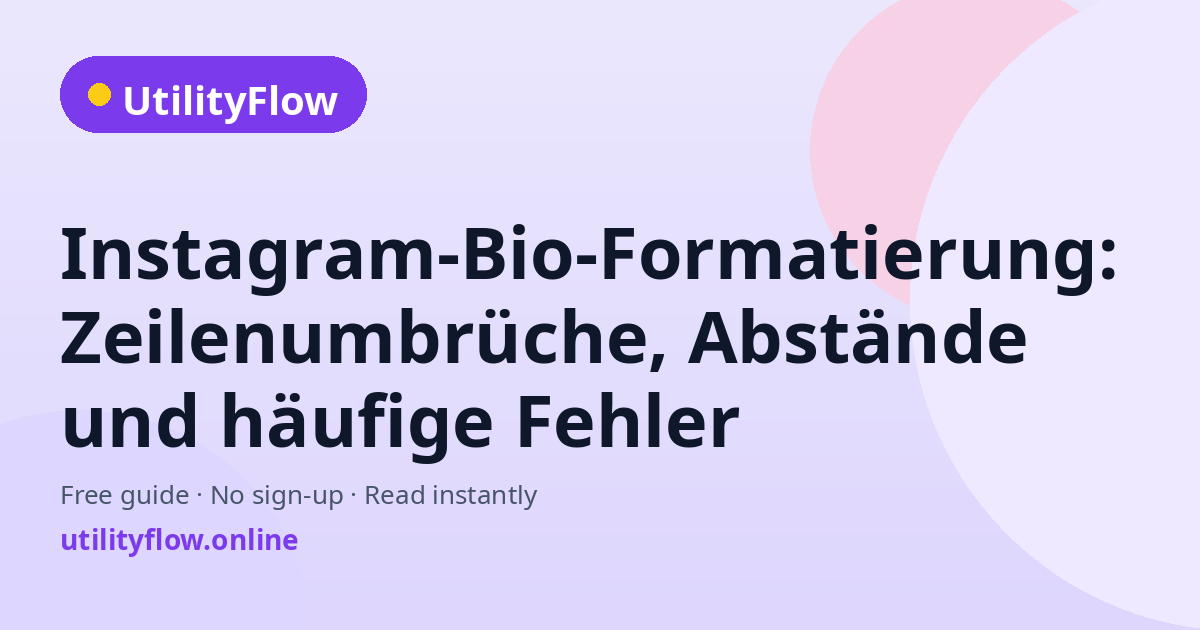 UtilityFlow
Instagram-Bio-Formatierung:
Zeilenumbrüche, Abstände
und häufige Fehler
Free guide · No sign-up · Read instantly
utilityflow.online